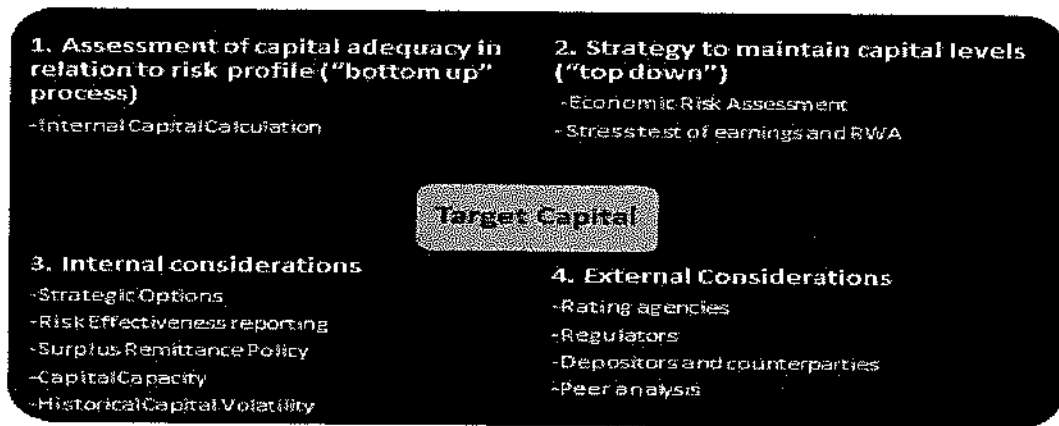 1. Assessment of capital adequacy in
relation to risk profile ("bottom up"
process)
-Internal Capital Calculation
2. Strategy to maintain capital levels
("top down")
-Economic Risk Assessment
-Stress test of earnings and RWA
Target Capital
3. Internal considerations
-Strategic Options
-Risk Effectiveness reporting
-Surplus Remittance Policy
-Capital Capacity
-Historical Capital Volatility
4. External Considerations
-Rating agencies
-Regulators
-Depositors and counterparties
-Peer analysis